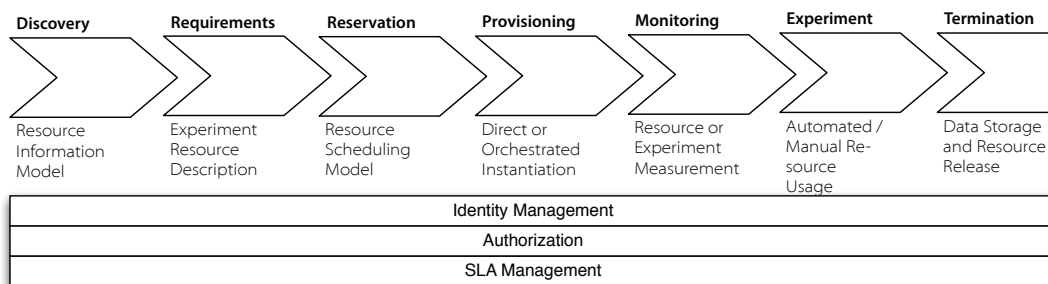 Discovery
Requirements
Reservation
Provisioning
Monitoring
Experiment
Termination
Resource
Information
Model
Experiment
Resource
Description
Resource
Scheduling
Model
Direct or
Orchestrated
Instantiation
Resource or
Experiment
Measurement
Automated /
Manual Re-
source
Usage
Data Storage
and Resource
Release
Identity Management
Authorization
SLA Management